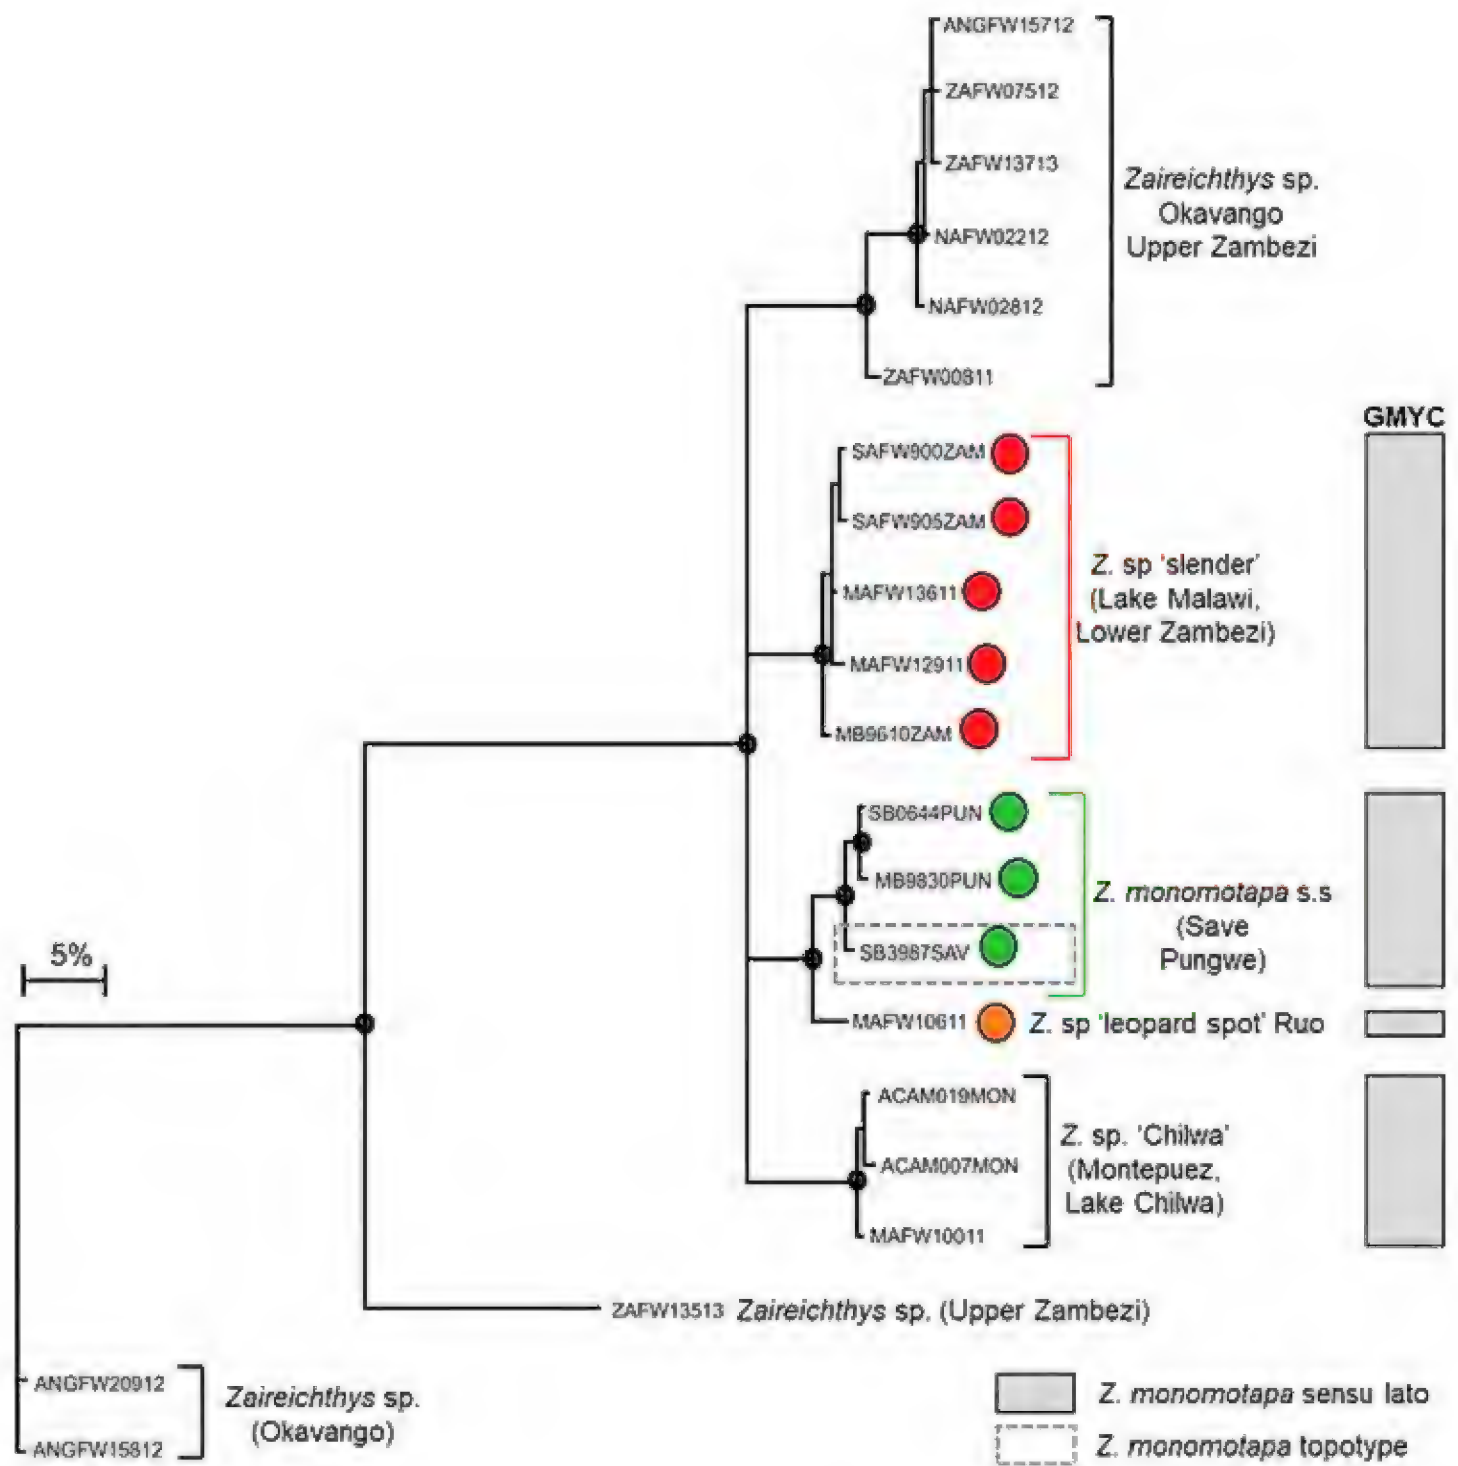 ANGFW15712
ZAFW07512
ZAFW13713
NAFW02212
NAFW02812
ZAFW00811
Zaireichthys sp.
Okavango
Upper Zambezi
GMYC
SAFW900ZAM
SAFW905ZAM
MAFW13611
MAFW12911
MB9610ZAM
Z. sp 'slender'
(Lake Malawi,
Lower Zambezi)
SB0644PUN
MB9830PUN
SB3987SAV
Z. monomotapa s.s
(Save
Pungwe)
MAFW10611
Z. sp 'leopard spot' Ruo
5%
ACAM019MON
ACAM007MON
MAFW10011
Z. sp. 'Chilwa'
(Montepuez,
Lake Chilwa)
ZAFW13513 Zaireichthys sp. (Upper Zambezi)
ANGFW20912
ANGFW15812
Zaireichthys sp.
(Okavango)
Z. monomotapa sensu lato
Z. monomotapa topotype